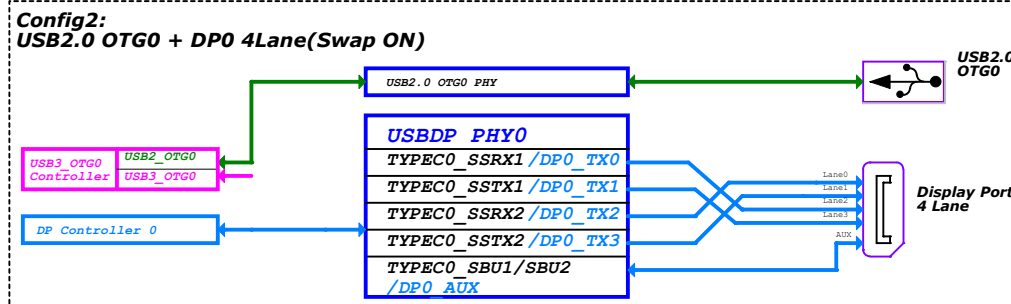 Config2:
USB2.0 OTG0 + DP0 4Lane(Swap ON)
USB2.0 OTG0 PHY
USB2.0
OTG0
USB3_OTG0
Controller
USB2_OTG0
USB3_OTG0
DP Controller 0
USBDP PHY0
TYPEC0_SSRX1/DP0_TX0
TYPEC0_SSTX1/DP0_TX1
TYPEC0_SSRX2/DP0_TX2
TYPEC0_SSTX2/DP0_TX3
TYPEC0_SBU1/SBU2
/DP0_AUX
Lane0
Lane1
Lane2
Lane3
AUX
Display Port
4 Lane